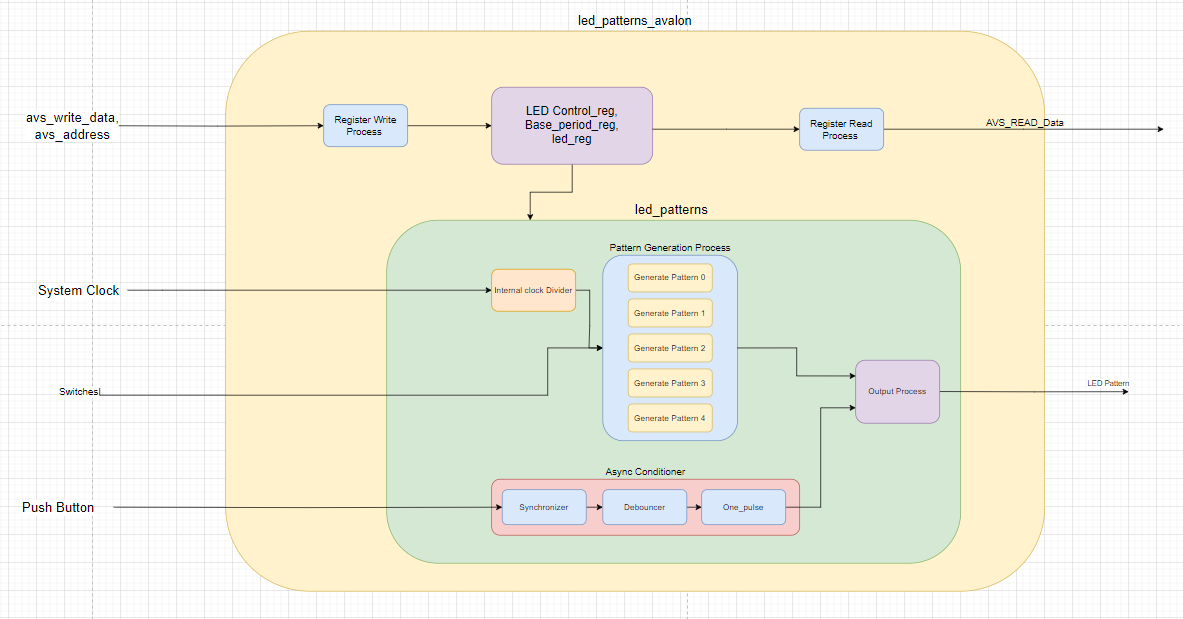 led_patterns_avalon
avs_write_data,
avs_address
Register Write
Process
LED Control_reg,
Base_period_reg,
led_reg
Register Read
Process
AVS_READ_Data
led_patterns
Pattern Generation Process
System Clock
Internal clock Divider
Generate Pattern 0
Generate Pattern 1
Generate Pattern 2
Generate Pattern 3
Generate Pattern 4
Switches
Output Process
LED Pattern
Async Conditioner
Push Button
Synchronizer
Debouncer
One_pulse